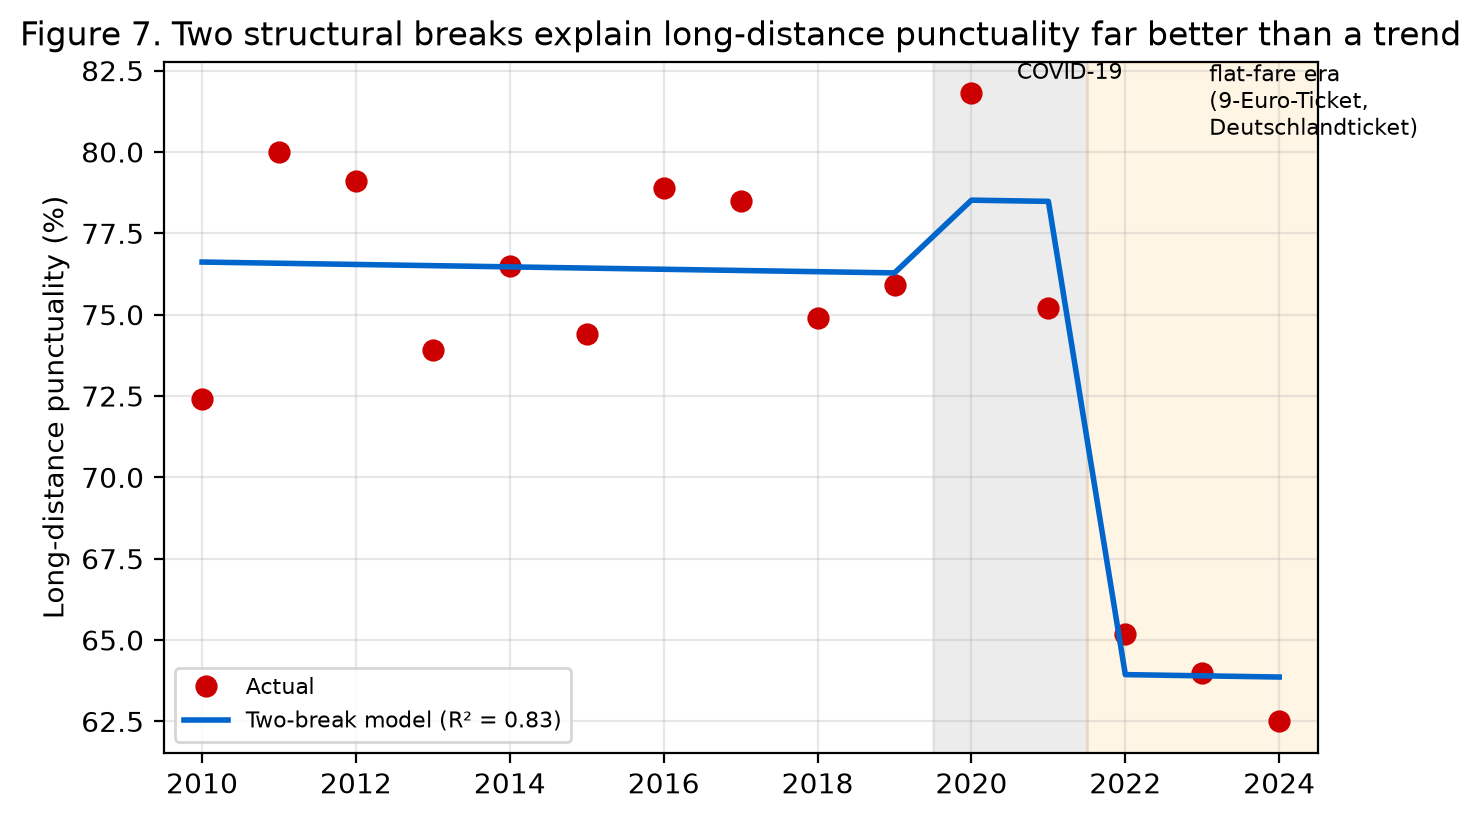 Figure 7. Two structural breaks explain long-distance punctuality far better than a trend
COVID-19
flat-fare era
(9-Euro-Ticket,
Deutschlandticket)
Long-distance punctuality (%)
82.5
80.0
77.5
75.0
72.5
70.0
67.5
65.0
62.5
Actual
Two-break model (R² = 0.83)
2010 2012 2014 2016 2018 2020 2022 2024